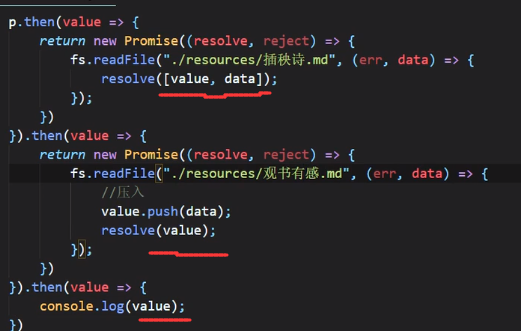 p.then(value => {
    return new Promise((resolve, reject) => {
        fs.readFile("./resources/插秧诗.md", (err, data) => {
            resolve([value, data]);
        });
    })
}).then(value => {
    return new Promise((resolve, reject) => {
        fs.readFile("./resources/观书有感.md", (err, data) => {
            //压入
            value.push(data);
            resolve(value);
        });
    })
}).then(value => {
    console.log(value);
})